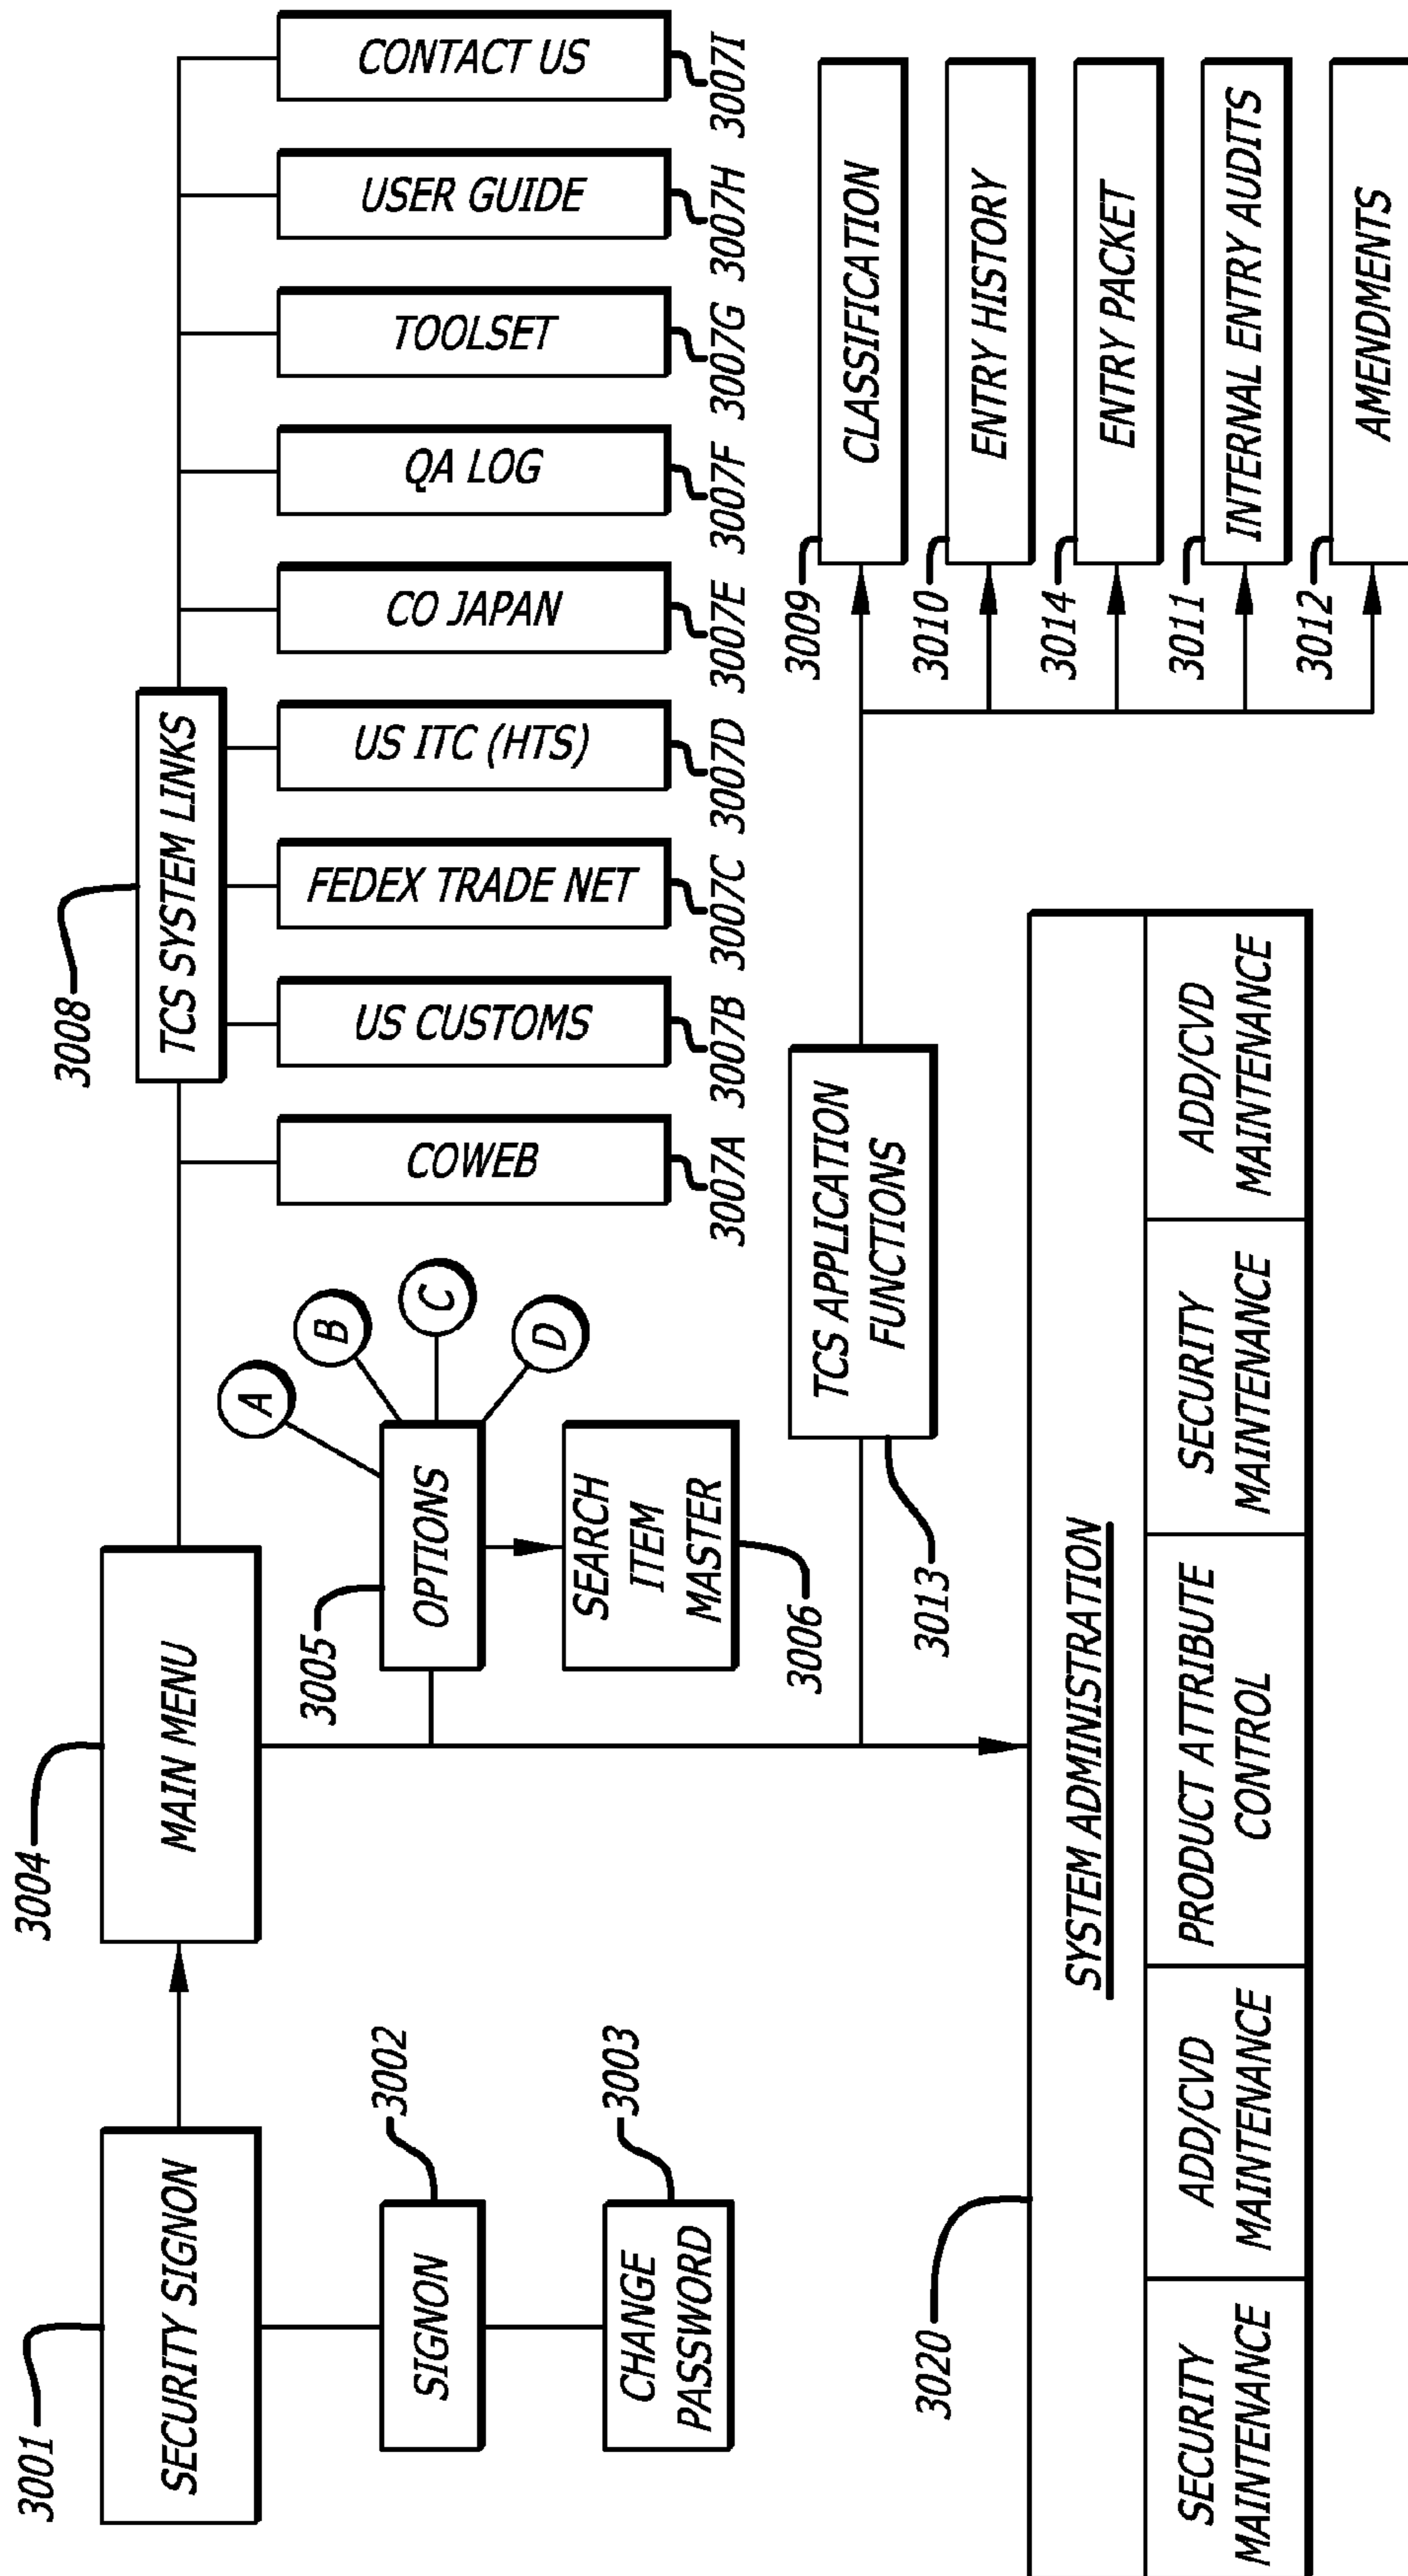 3001
SECURITY SIGNON
SIGNON
3002
CHANGE
PASSWORD
3003
3004
MAIN MENU
3005
OPTIONS
A
B
C
D
SEARCH
ITEM
MASTER
3006
3008
TCS SYSTEM LINKS
COWEB
US CUSTOMS
FEDEX TRADE NET
US ITC (HTS)
CO JAPAN
QA LOG
TOOLSET
USER GUIDE
CONTACT US
3007A
3007B
3007C
3007D
3007E
3007F
3007G
3007H
3007I
TCS APPLICATION
FUNCTIONS
3013
3009
CLASSIFICATION
3010
ENTRY HISTORY
3014
ENTRY PACKET
3011
INTERNAL ENTRY AUDITS
3012
AMENDMENTS
3020
SYSTEM ADMINISTRATION
SECURITY
MAINTENANCE
ADD/CVD
MAINTENANCE
PRODUCT ATTRIBUTE
CONTROL
SECURITY
MAINTENANCE
ADD/CVD
MAINTENANCE